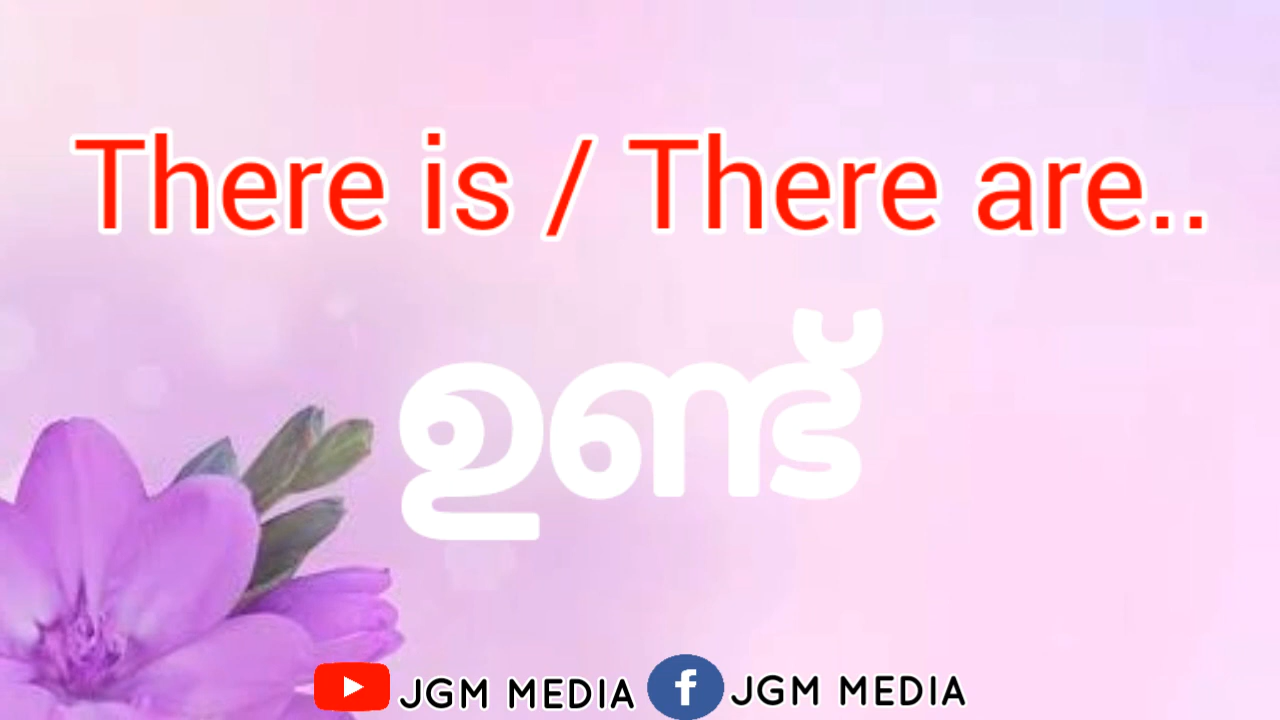 There is / There are..
ഉണ്ട്
JGM MEDIA f JGM MEDIA